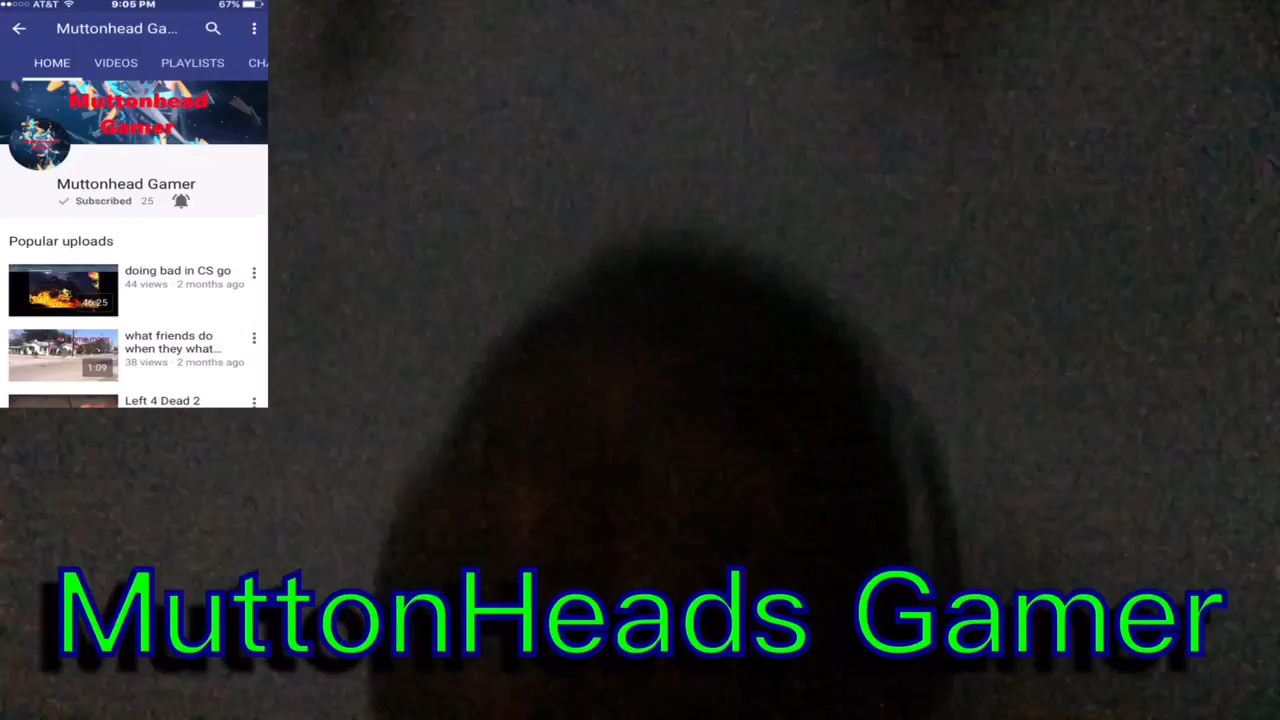 AT&T 9:05 PM 67%
Muttonhead Ga...
HOME VIDEOS PLAYLISTS CHA
Muttonhead
Gamer
Muttonhead Gamer
Subscribed 25
Popular uploads
doing bad in CS go
44 views · 2 months ago
46:25
what friends do
when they what...
38 views · 2 months ago
1:09
Left 4 Dead 2
MuttonHeads Gamer